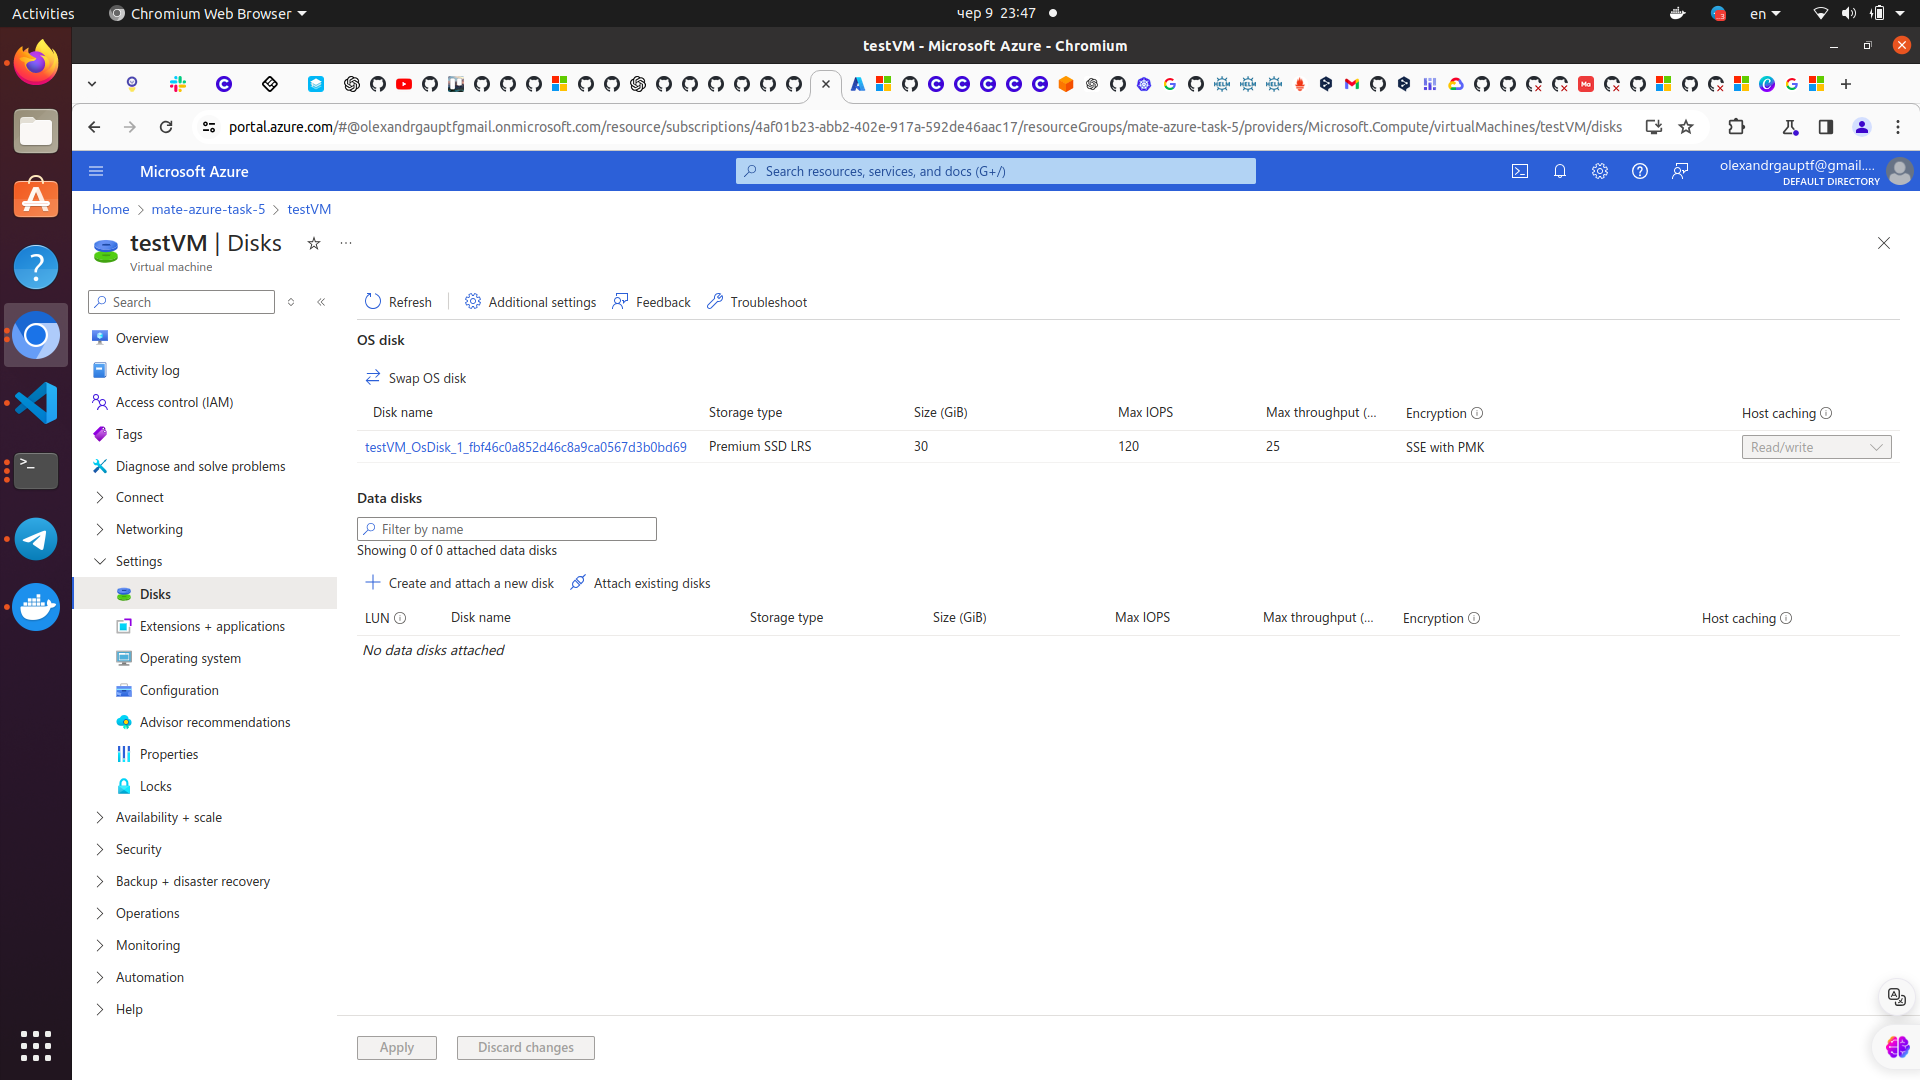 Activities
Chromium Web Browser
чер 9 23:47
en
testVM - Microsoft Azure - Chromium
portal.azure.com/#@olexandrgauptfgmail.onmicrosoft.com/resource/subscriptions/4af01b23-abb2-402e-917a-592de46aac17/resourceGroups/mate-azure-task-5/providers/Microsoft.Compute/virtualMachines/testVM/disks
Microsoft Azure
Search resources, services, and docs (G+/)
olexandrgauptf@gmail....
DEFAULT DIRECTORY
Home
mate-azure-task-5
testVM
testVM | Disks
Virtual machine
Search
Overview
Activity log
Access control (IAM)
Tags
Diagnose and solve problems
Connect
Networking
Settings
Disks
Extensions + applications
Operating system
Configuration
Advisor recommendations
Properties
Locks
Availability + scale
Security
Backup + disaster recovery
Operations
Monitoring
Automation
Help
Refresh
Additional settings
Feedback
Troubleshoot
OS disk
Swap OS disk
Disk name Storage type Size (GiB) Max IOPS Max throughput (... Encryption Host caching
testVM_OsDisk_1_fbf46c0a852d46c8a9ca0567d3b0bd69 Premium SSD LRS 30 120 25 SSE with PMK Read/write
Data disks
Filter by name
Showing 0 of 0 attached data disks
Create and attach a new disk
Attach existing disks
LUN Disk name Storage type Size (GiB) Max IOPS Max throughput (... Encryption Host caching
No data disks attached
Apply
Discard changes